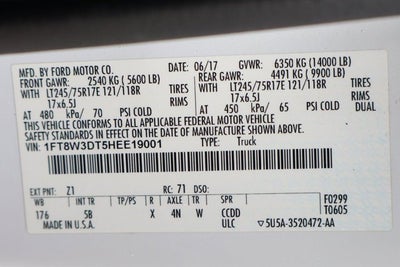 MFD. BY FORD MOTOR CO.
DATE: 06/17 GVWR: 6350 KG (14000 LB)
FRONT GAWR: 2540 KG (5600 LB) REAR GAWR: 4491 KG (9900 LB)
WITH LT245/75R17E 121/118R TIRES WITH LT245/75R17E 121/118R TIRES
17x6.5J RIMS 17x6.5J RIMS
AT 480 kPa/ 70 PSI COLD AT 450 kPa/ 65 PSI COLD DUAL
THIS VEHICLE CONFORMS TO ALL APPLICABLE FEDERAL MOTOR VEHICLE
SAFETY STANDARDS IN EFFECT ON THE DATE OF MANUFACTURE SHOWN ABOVE.
VIN: 1FT8W3DT5HEE19001 TYPE: Truck
EXT PNT: Z1 RC: 71 DSO: F0299
WB INT TR TP/PS R AXLE TR SPR T0605
176 5B X 4N W CCDD
ULC 5U5A-3520472-AA